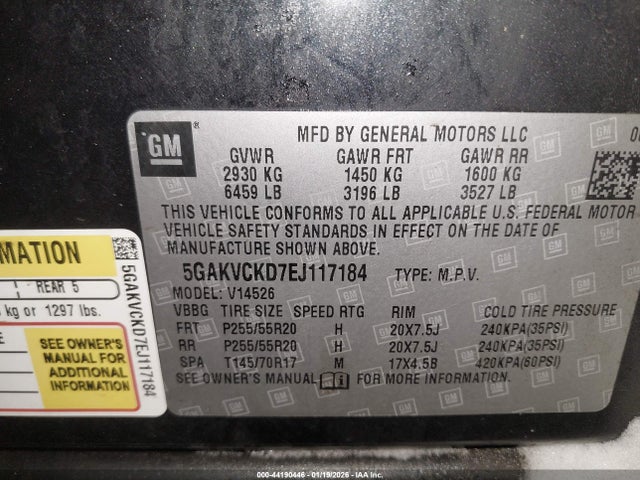 GM ®
MFD BY GENERAL MOTORS LLC
GVWR GAWR FRT GAWR RR
2930 KG 1450 KG 1600 KG
6459 LB 3196 LB 3527 LB
THIS VEHICLE CONFORMS TO ALL APPLICABLE U.S. FEDERAL MOTOR
VEHICLE SAFETY STANDARDS IN EFFECT ON THE DATE OF
MANUFACTURE SHOWN ABOVE.
5GAKVCKD7EJ117184 TYPE: M.P.V.
MODEL: V14526
VBBG TIRE SIZE SPEED RTG RIM COLD TIRE PRESSURE
FRT P255/55R20 H 20X7.5J 240KPA(35PSI)
RR P255/55R20 H 20X7.5J 240KPA(35PSI)
SPA T145/70R17 M 17X4.5B 420KPA(60PSI)
SEE OWNER'S MANUAL FOR MORE INFORMATION.
MATION
REAR 5
kg or 1297 lbs.
SEE OWNER'S
MANUAL FOR
ADDITIONAL
INFORMATION
5GAKVCKD7EJ117184
000-44190446 - 01/19/2026 - IAAI.COM